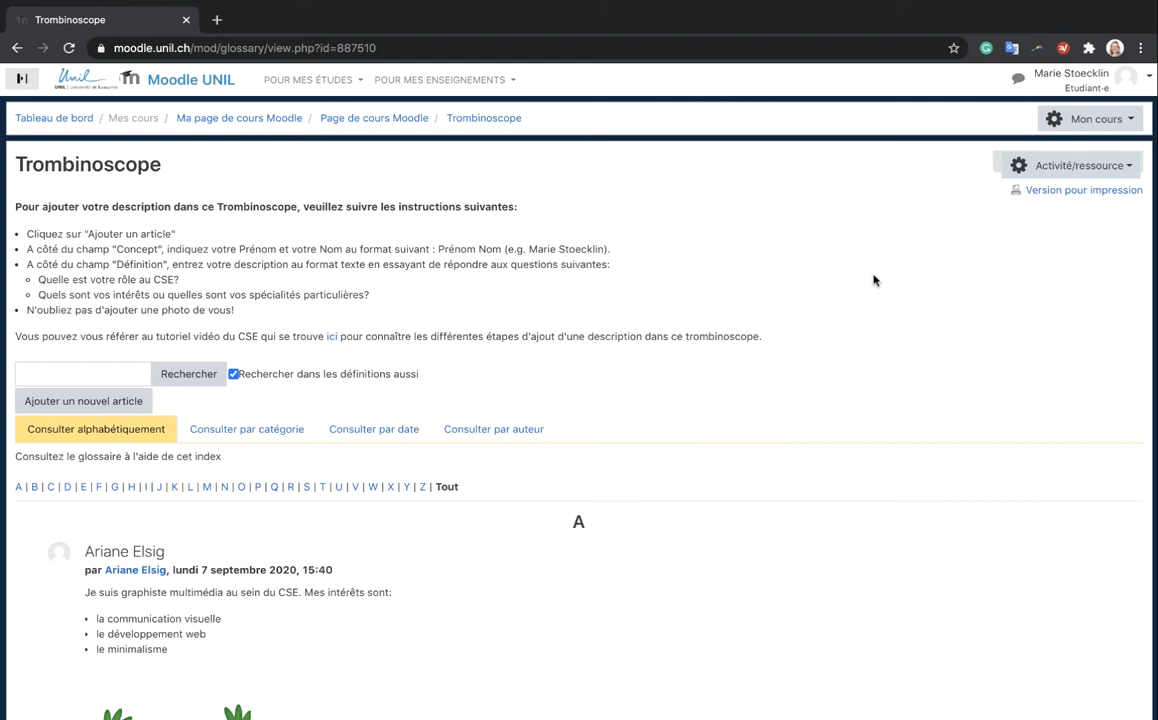 Trombinoscope
moodle.unil.ch/mod/glossary/view.php?id=887510
Unil
UNIL | Université de Lausanne
Moodle UNIL
POUR MES ÉTUDES
POUR MES ENSEIGNEMENTS
Marie Stoecklin
Etudiant·e
Tableau de bord / Mes cours / Ma page de cours Moodle / Page de cours Moodle / Trombinoscope
Mon cours
Trombinoscope
Activité/ressource
Version pour impression
Pour ajouter votre description dans ce Trombinoscope, veuillez suivre les instructions suivantes:
• Cliquez sur "Ajouter un article"
• A côté du champ "Concept", indiquez votre Prénom et votre Nom au format suivant : Prénom Nom (e.g. Marie Stoecklin).
• A côté du champ "Définition", entrez votre description au format texte en essayant de répondre aux questions suivantes:
◦ Quelle est votre rôle au CSE?
◦ Quels sont vos intérêts ou quelles sont vos spécialités particulières?
• N'oubliez pas d'ajouter une photo de vous!
Vous pouvez vous référer au tutoriel vidéo du CSE qui se trouve ici pour connaître les différentes étapes d'ajout d'une description dans ce trombinoscope.
Rechercher
Rechercher dans les définitions aussi
Ajouter un nouvel article
Consulter alphabétiquement
Consulter par catégorie
Consulter par date
Consulter par auteur
Consultez le glossaire à l'aide de cet index
A | B | C | D | E | F | G | H | I | J | K | L | M | N | O | P | Q | R | S | T | U | V | W | X | Y | Z | Tout
A
Ariane Elsig
par Ariane Elsig, lundi 7 septembre 2020, 15:40
Je suis graphiste multimédia au sein du CSE. Mes intérêts sont:
• la communication visuelle
• le développement web
• le minimalisme